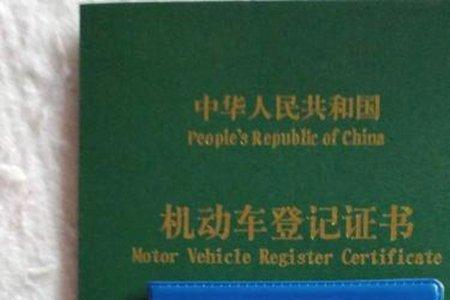 中华人民共和国
People's Republic of China
机动车登记证书
Motor Vehicle Register Certificate